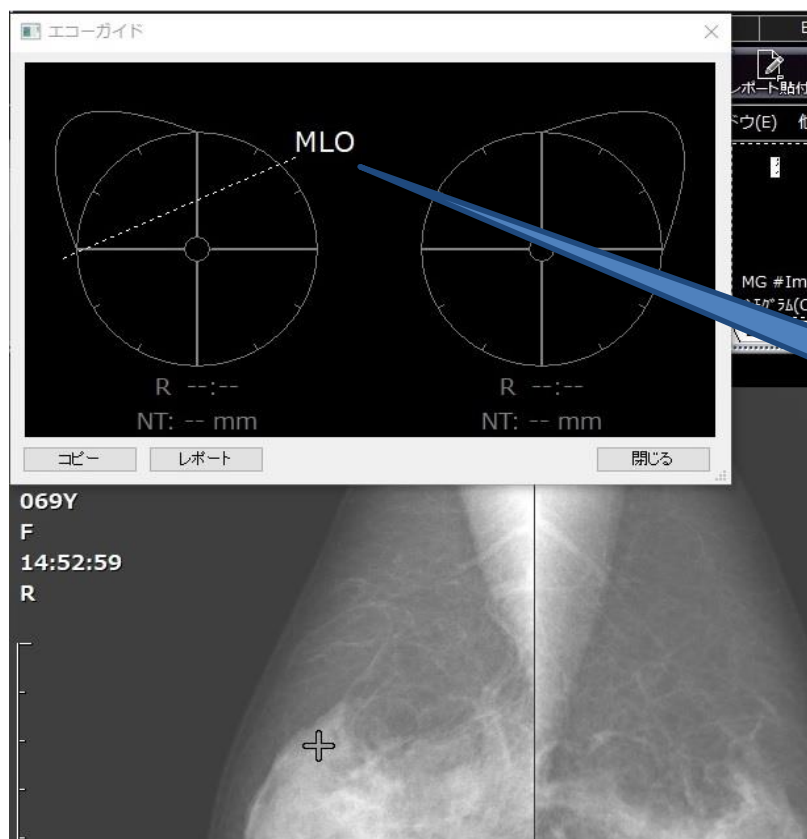 エコーガイド
MLO
R --:--
NT: -- mm
R --:--
NT: -- mm
コピー
レポート
閉じる
レポート貼付
ドウ(E)
MG #Im
069Y
F
14:52:59
R